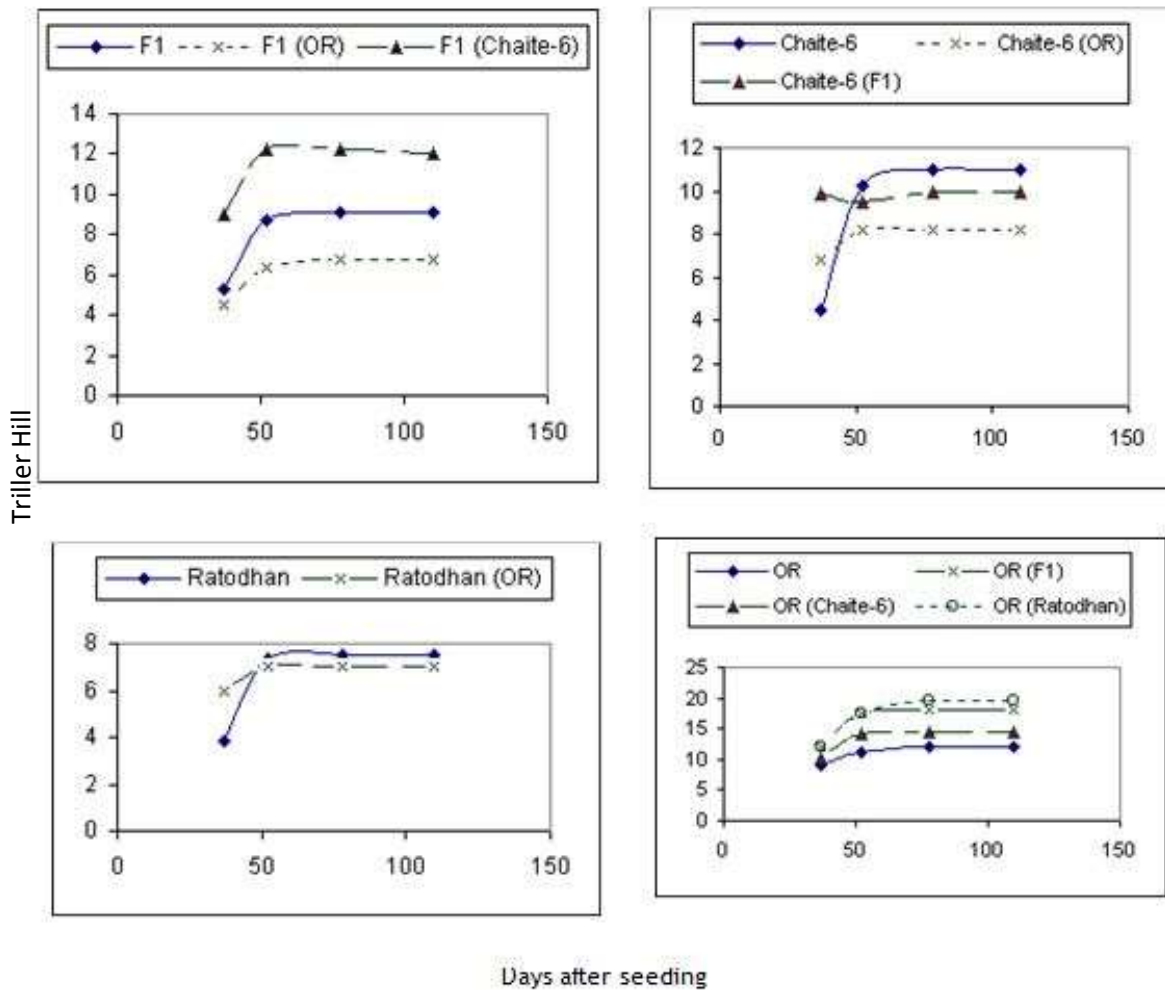 F1 F1 (OR) F1 (Chaite-6)
14
12
10
8
6
4
2
0
0 50 100 150
Chaite-6 Chaite-6 (OR)
Chaite-6 (F1)
12
10
8
6
4
2
0
0 50 100 150
Triller Hill
Ratodhan Ratodhan (OR)
8
6
4
2
0
0 50 100 150
OR OR (F1)
OR (Chaite-6) OR (Ratodhan)
25
20
15
10
5
0
0 50 100 150
Days after seeding